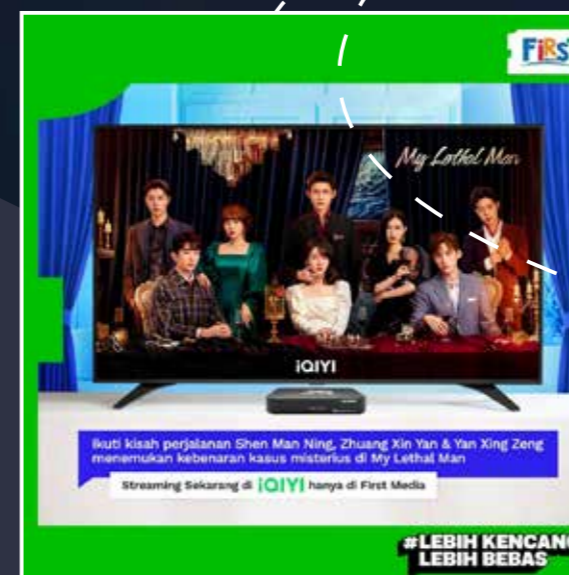 FIRS
My Lethal Man
iQIYI
Ikuti kisah perjalanan Shen Man Ning, Zhuang Xin Yan & Yan Xing Zeng
menemukan kebenaran kasus misterius di My Lethal Man
Streaming Sekarang di iQIYI hanya di First Media
#LEBIH KENCANG
LEBIH BEBAS